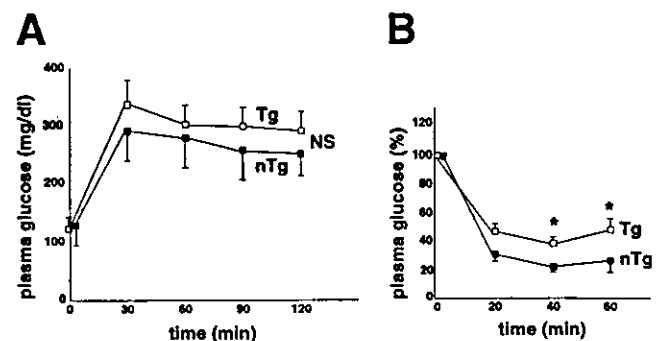 A
plasma glucose (mg/dl)
400
300
200
100
0
Tg
nTg
NS
0 30 60 90 120
time (min)
B
plasma glucose (%)
120
100
80
60
40
20
0
*
*
Tg
nTg
0 20 40 60
time (min)